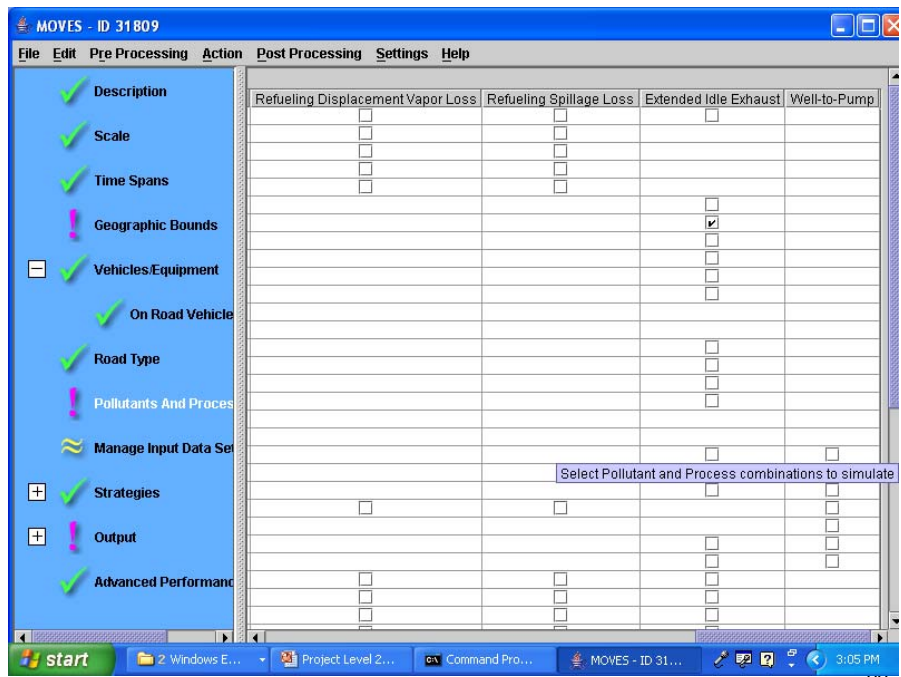 MOVES - ID 31809
File Edit Pre Processing Action Post Processing Settings Help
Description
Scale
Time Spans
Geographic Bounds
Vehicles/Equipment
On Road Vehicle
Road Type
Pollutants And Proces
Manage Input Data Set
Strategies
Output
Advanced Performanc
Refueling Displacement Vapor Loss Refueling Spillage Loss Extended Idle Exhaust Well-to-Pump
Select Pollutant and Process combinations to simulate
start 2 Windows E... Project Level 2... Command Pro... MOVES - ID 31... 3:05 PM